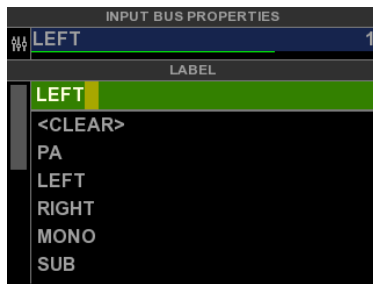 INPUT BUS PROPERTIES
LEFT 1
LABEL
LEFT
<CLEAR>
PA
LEFT
RIGHT
MONO
SUB